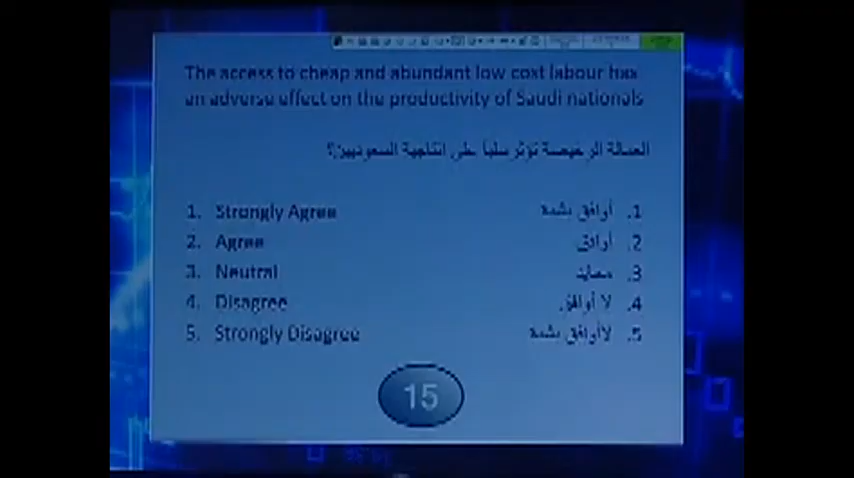 The access to cheap and abundant low cost labour has
an adverse effect on the productivity of Saudi nationals
العمالة الرخيصة تؤثر سلباً على انتاجية السعوديين؟
1. Strongly Agree
2. Agree
3. Neutral
4. Disagree
5. Strongly Disagree
1. أوافق بشدة
2. أوافق
3. محايد
4. لا أوافق
5. لاأوافق بشدة
15